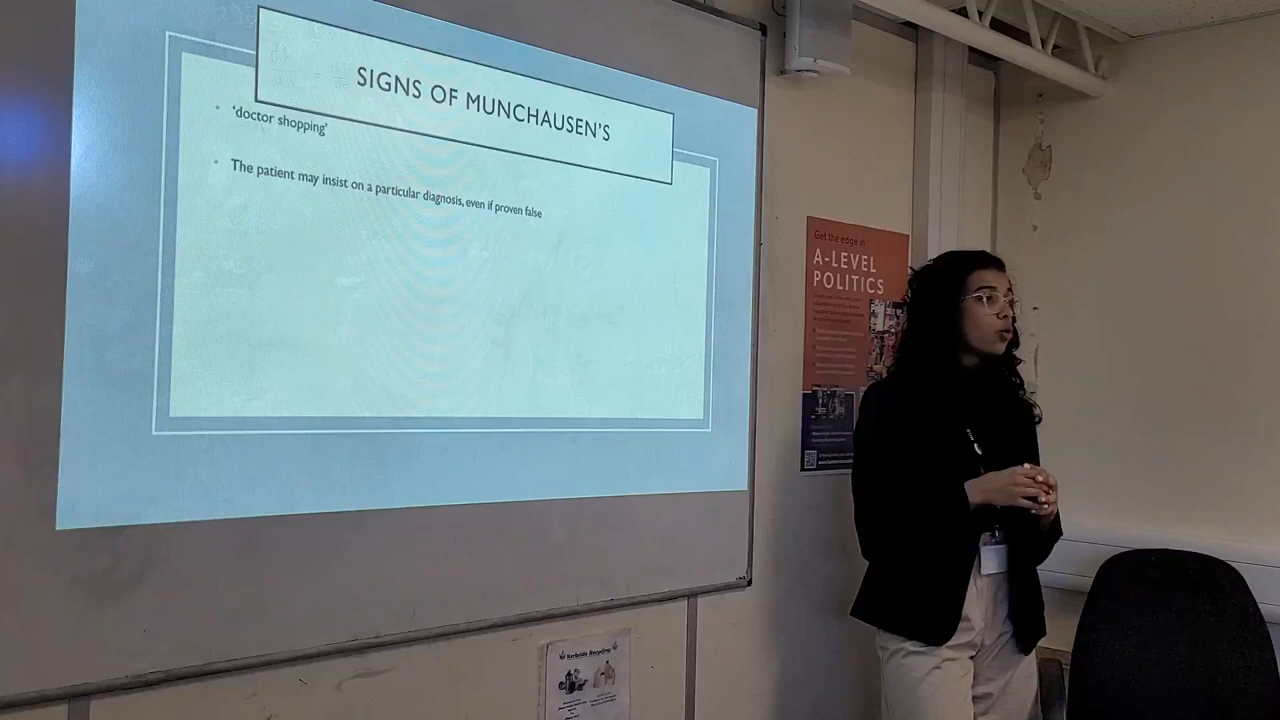 SIGNS OF MUNCHAUSEN'S
• 'doctor shopping'
• The patient may insist on a particular diagnosis, even if proven false
Get the edge in
A-LEVEL
POLITICS
Kerbside Recycling